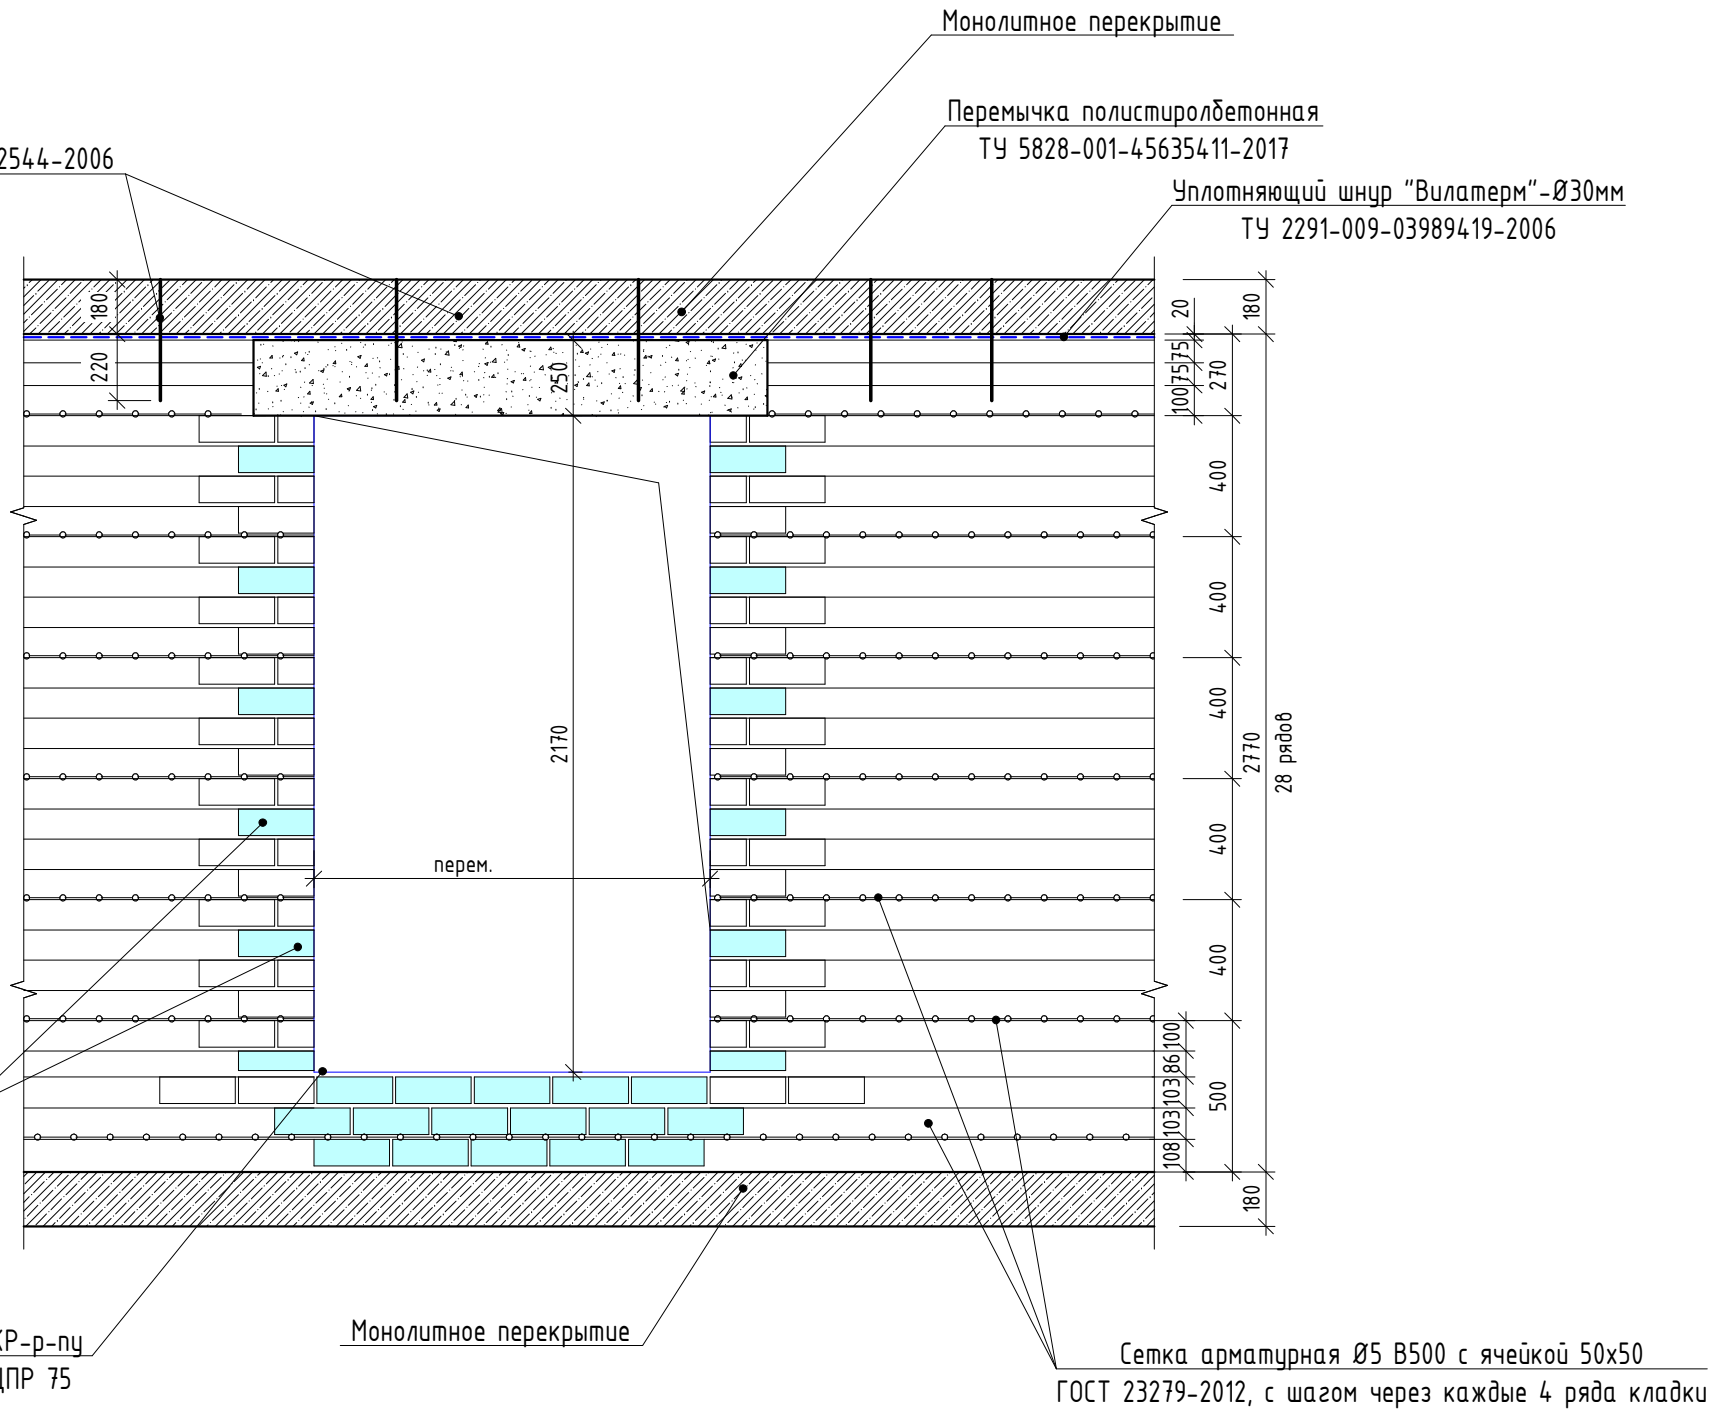 Монолитное перекрытие
Перемычка полистиролбетонная
ТУ 5828-001-45635411-2017
2544-2006
Уплотняющий шнур "Вилатерм"-Ø30мм
ТУ 2291-009-03989419-2006
180
220
250
20
180
75
75
100
270
400
400
400
2170
2770
28 рядов
400
перем.
400
100
86
103
103
108
500
180
КР-р-пу
ЦПР 75
Монолитное перекрытие
Сетка арматурная Ø5 В500 с ячейкой 50х50
ГОСТ 23279-2012, с шагом через каждые 4 ряда кладки